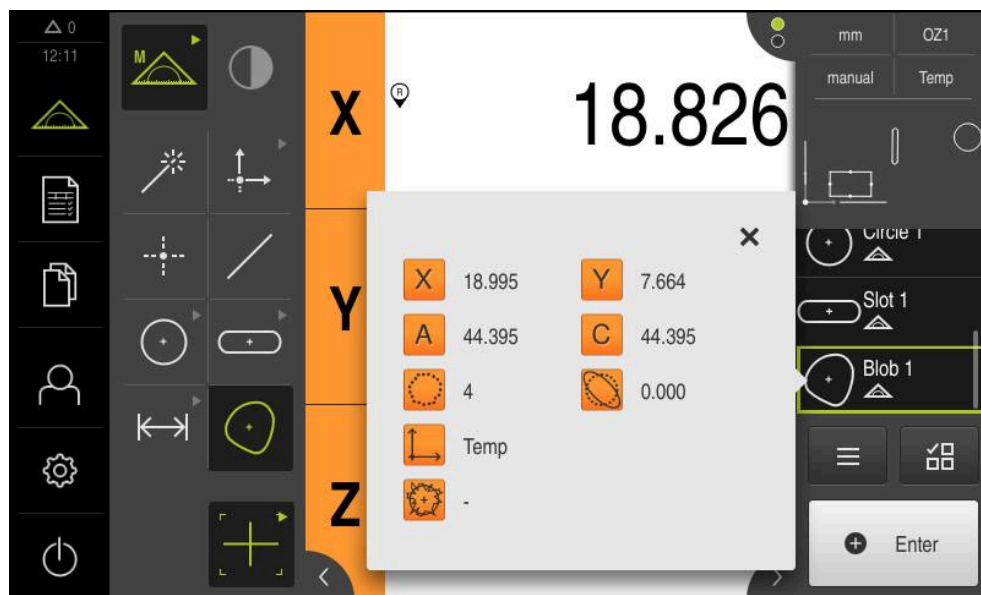 0
12:11
M
X
R
18.826
mm
OZ1
manual
Temp
Circle 1
Slot 1
Blob 1
Y
Z
X 18.995
Y 7.664
A 44.395
C 44.395
4
0.000
Temp
-
Enter